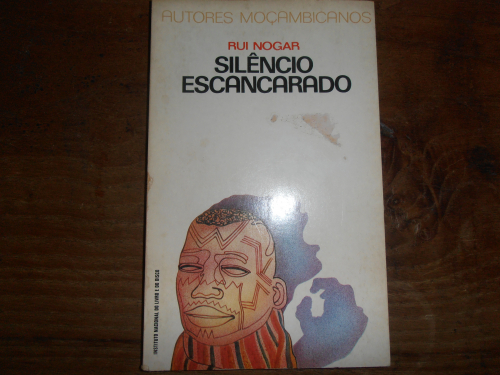 AUTORES MOÇAMBICANOS
RUI NOGAR
SILÊNCIO
ESCANCARADO
INSTITUTO NACIONAL DO LIVRO E DO DISCO